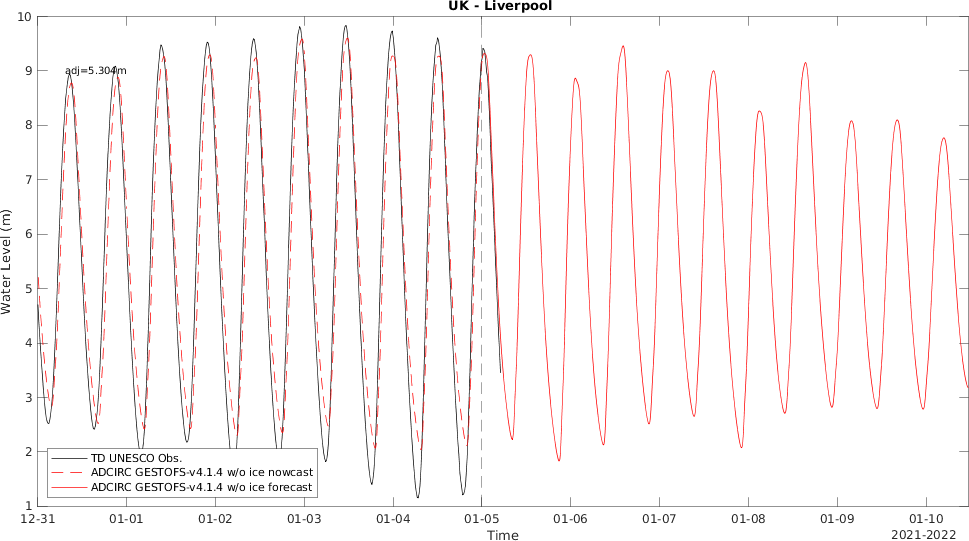 UK - Liverpool
10
9
8
7
6
5
4
3
2
1
Water Level (m)
adj=5.304m
TD UNESCO Obs.
ADCIRC GESTOFS-v4.1.4 w/o ice nowcast
ADCIRC GESTOFS-v4.1.4 w/o ice forecast
12-31 01-01 01-02 01-03 01-04 01-05 01-06 01-07 01-08 01-09 01-10
Time
2021-2022